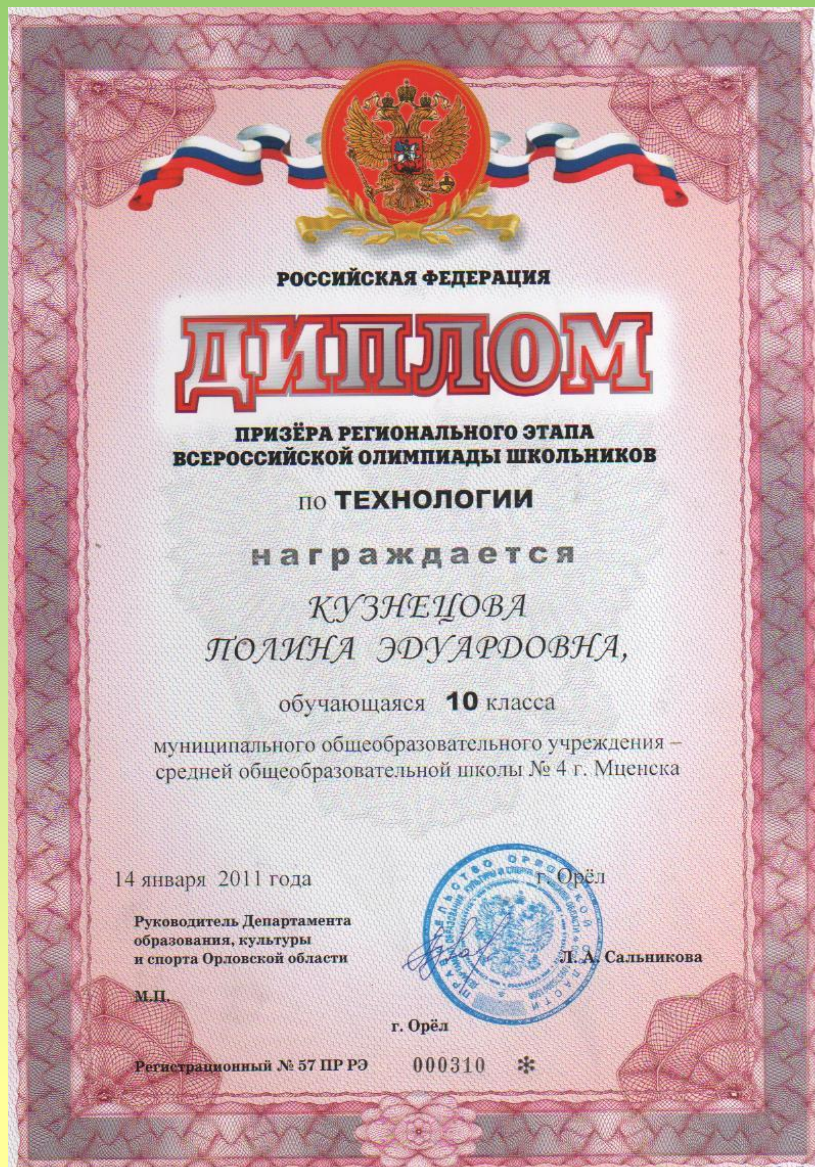 РОССИЙСКАЯ ФЕДЕРАЦИЯ
ДИПЛОМ
ПРИЗЁРА РЕГИОНАЛЬНОГО ЭТАПА
ВСЕРОССИЙСКОЙ ОЛИМПИАДЫ ШКОЛЬНИКОВ
по ТЕХНОЛОГИИ
награждается
КУЗНЕЦОВА
ПОЛИНА ЭДУАРДОВНА,
обучающаяся 10 класса
муниципального общеобразовательного учреждения –
средней общеобразовательной школы № 4 г. Мценска
14 января 2011 года г. Орёл
Руководитель Департамента
образования, культуры
и спорта Орловской области Л. А. Сальникова
М.П.
г. Орёл
Регистрационный № 57 ПР РЭ 000310 ✻